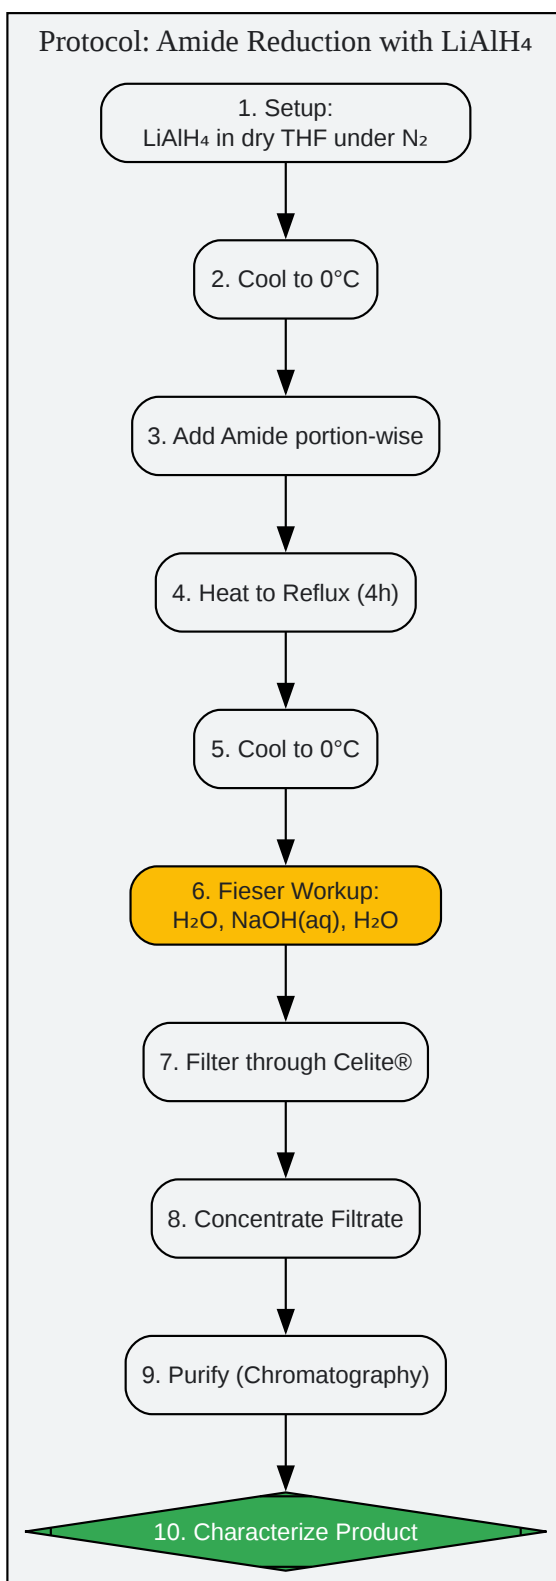 Protocol: Amide Reduction with LiAlH₄
1. Setup:
LiAlH₄ in dry THF under N₂
2. Cool to 0°C
3. Add Amide portion-wise
4. Heat to Reflux (4h)
5. Cool to 0°C
6. Fieser Workup:
H₂O, NaOH(aq), H₂O
7. Filter through Celite®
8. Concentrate Filtrate
9. Purify (Chromatography)
10. Characterize Product